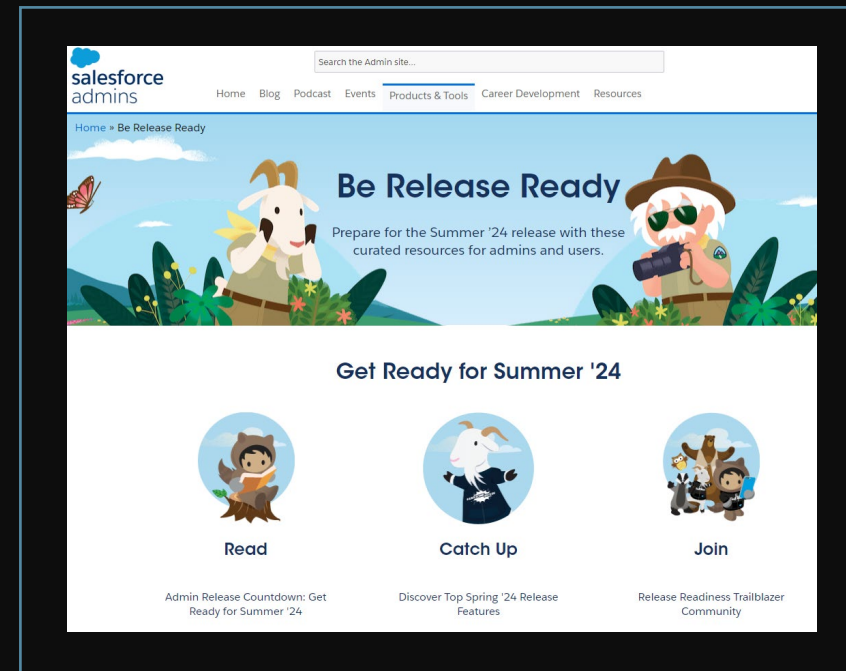 salesforce
admins
Search the Admin site...
Home Blog Podcast Events Products & Tools Career Development Resources
Home » Be Release Ready
Be Release Ready
Prepare for the Summer '24 release with these
curated resources for admins and users.
Get Ready for Summer '24
Read
Catch Up
Join
Admin Release Countdown: Get
Ready for Summer '24
Discover Top Spring '24 Release
Features
Release Readiness Trailblazer
Community